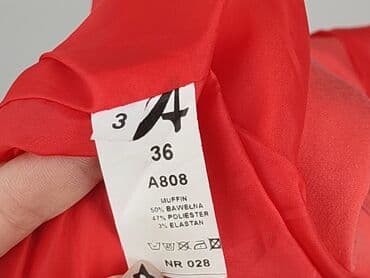 3
36
A808
MUFFIN
50% BAWEŁNA
47% POLIESTER
3% ELASTAN
NR 028